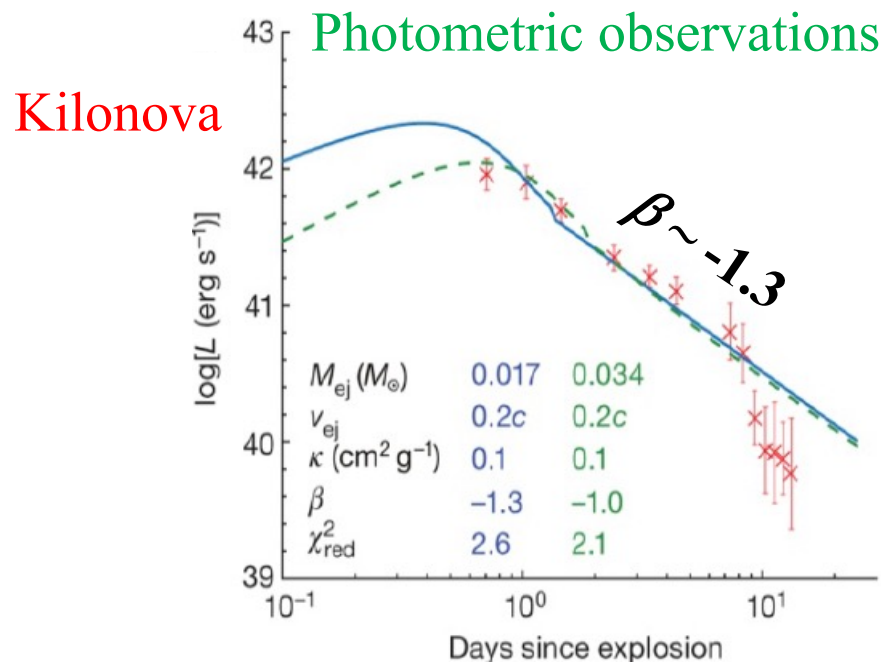 Photometric observations
Kilonova
43
42
41
40
39
log[L (erg s⁻¹)]
β ~ -1.3
M_ej (M_⊙) 0.017 0.034
v_ej 0.2c 0.2c
κ (cm² g⁻¹) 0.1 0.1
β –1.3 –1.0
χ²_red 2.6 2.1
10⁻¹ 10⁰ 10¹
Days since explosion